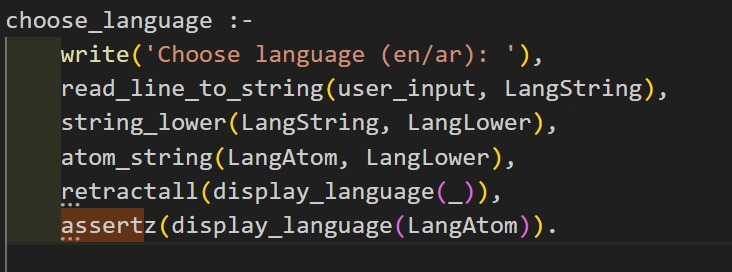 choose_language :-
    write('Choose language (en/ar): '),
    read_line_to_string(user_input, LangString),
    string_lower(LangString, LangLower),
    atom_string(LangAtom, LangLower),
    retractall(display_language(_)),
    assertz(display_language(LangAtom)).